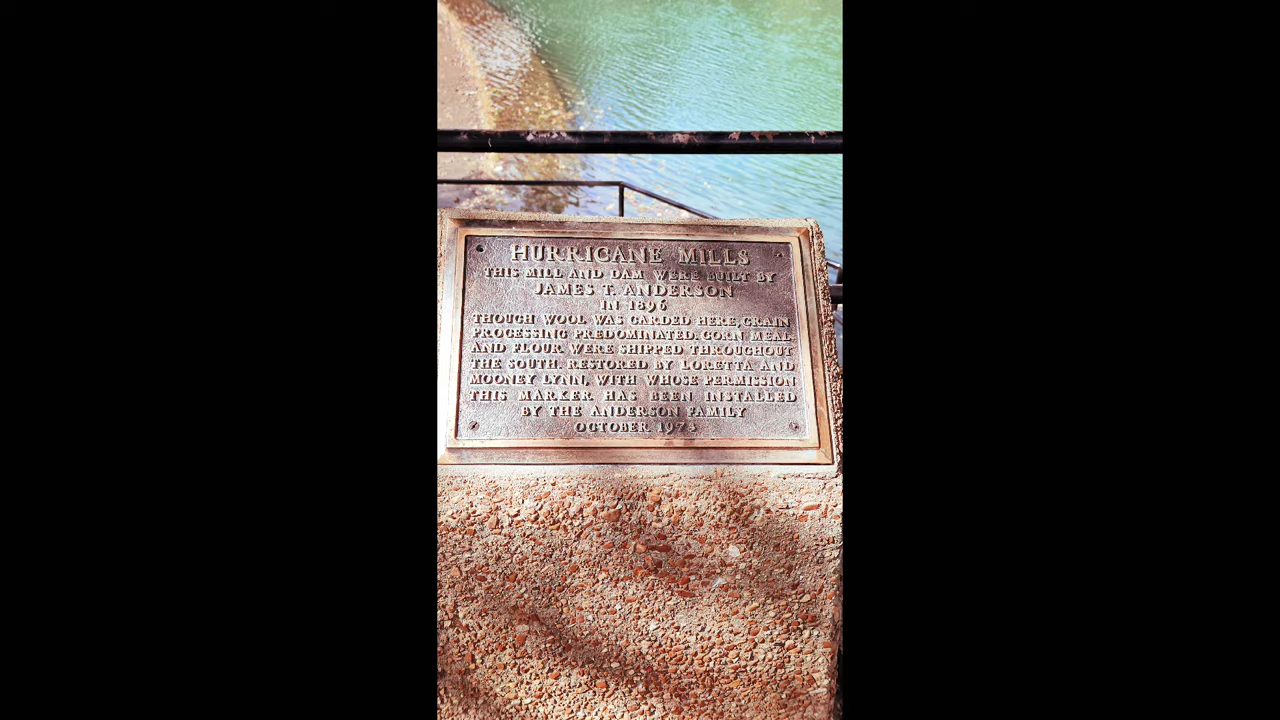 HURRICANE MILLS
THIS MILL AND DAM WERE BUILT BY
JAMES T. ANDERSON
IN 1896
THOUGH WOOL WAS CARDED HERE, GRAIN
PROCESSING PREDOMINATED. CORN MEAL
AND FLOUR WERE SHIPPED THROUGHOUT
THE SOUTH. RESTORED BY LORETTA AND
MOONEY LYNN, WITH WHOSE PERMISSION
THIS MARKER HAS BEEN INSTALLED
BY THE ANDERSON FAMILY
OCTOBER